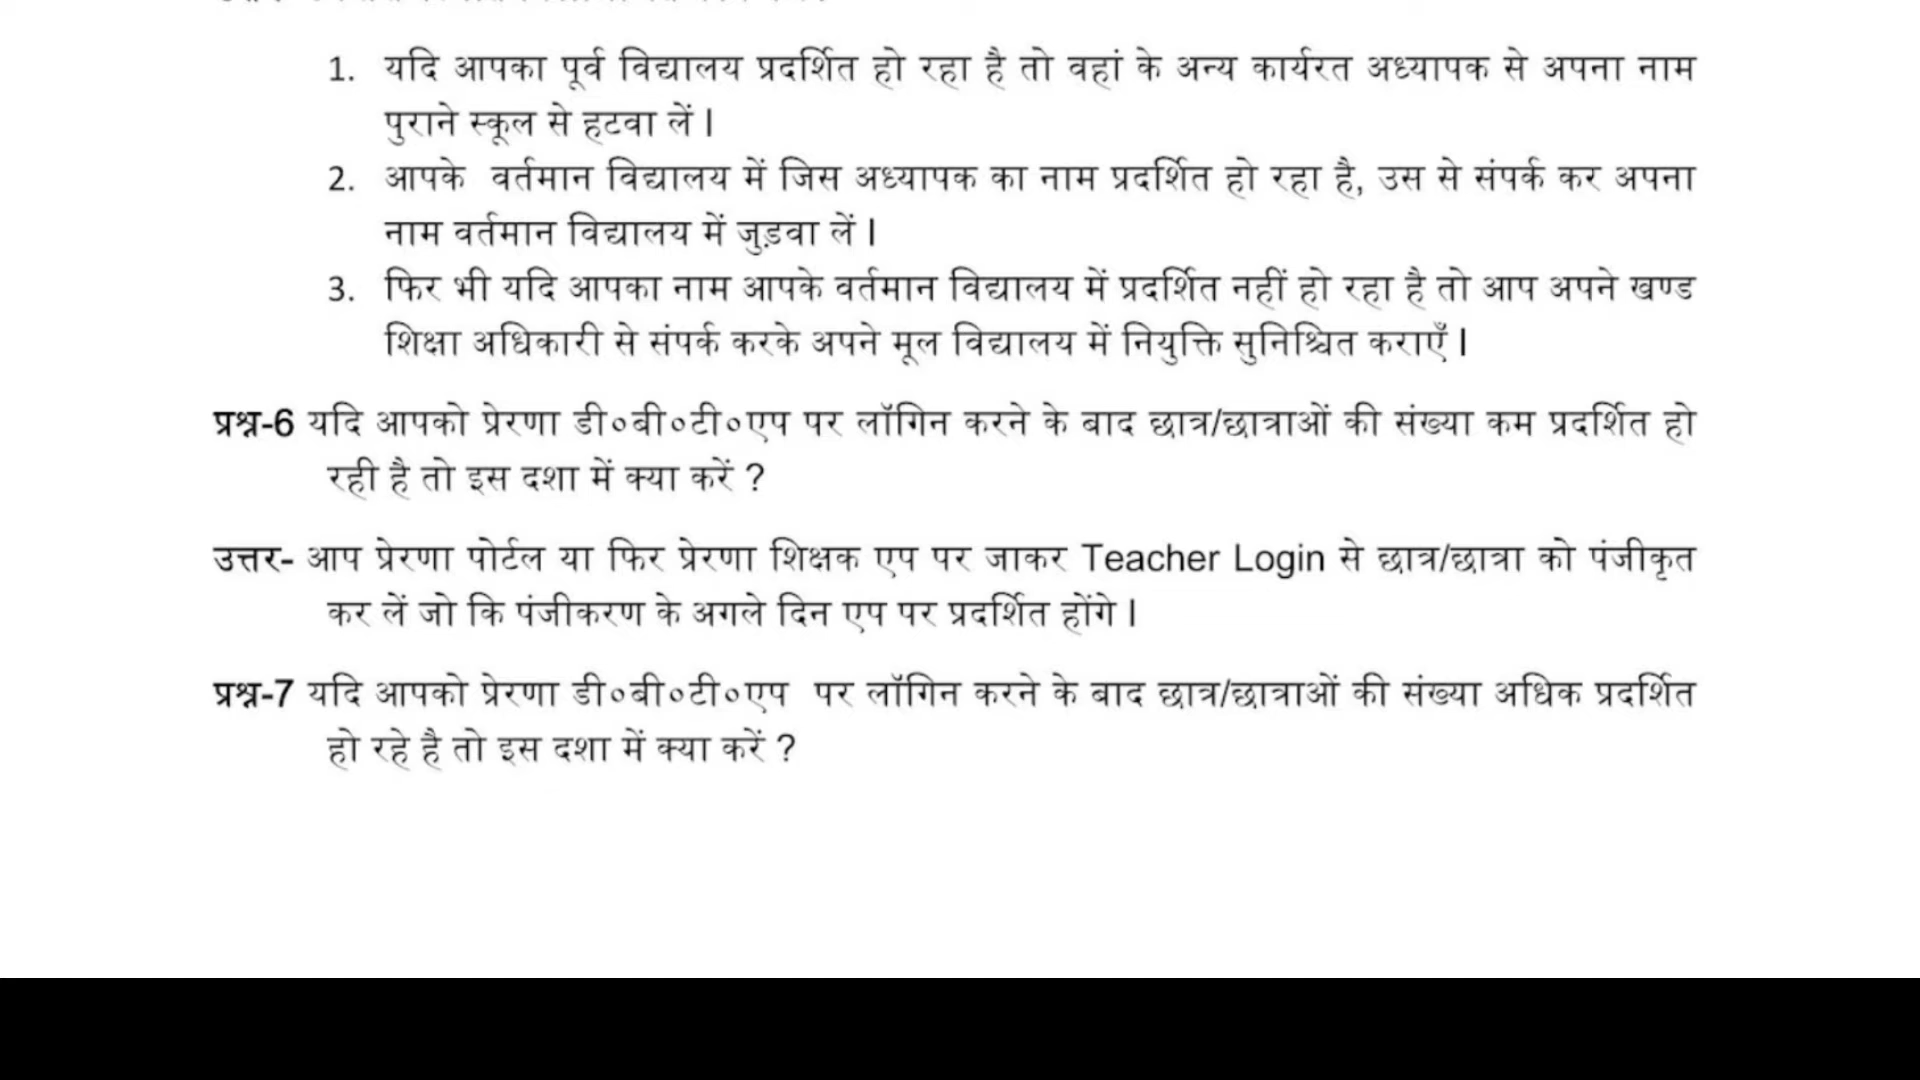 1. यदि आपका पूर्व विद्यालय प्रदर्शित हो रहा है तो वहां के अन्य कार्यरत अध्यापक से अपना नाम
पुराने स्कूल से हटवा लें।
2. आपके वर्तमान विद्यालय में जिस अध्यापक का नाम प्रदर्शित हो रहा है, उस से संपर्क कर अपना
नाम वर्तमान विद्यालय में जुड़वा लें।
3. फिर भी यदि आपका नाम आपके वर्तमान विद्यालय में प्रदर्शित नहीं हो रहा है तो आप अपने खण्ड
शिक्षा अधिकारी से संपर्क करके अपने मूल विद्यालय में नियुक्ति सुनिश्चित कराएँ।
प्रश्न-6 यदि आपको प्रेरणा डी०बी०टी०एप पर लॉगिन करने के बाद छात्र/छात्राओं की संख्या कम प्रदर्शित हो
रही है तो इस दशा में क्या करें ?
उत्तर- आप प्रेरणा पोर्टल या फिर प्रेरणा शिक्षक एप पर जाकर Teacher Login से छात्र/छात्रा को पंजीकृत
कर लें जो कि पंजीकरण के अगले दिन एप पर प्रदर्शित होंगे।
प्रश्न-7 यदि आपको प्रेरणा डी०बी०टी०एप पर लॉगिन करने के बाद छात्र/छात्राओं की संख्या अधिक प्रदर्शित
हो रहे है तो इस दशा में क्या करें ?